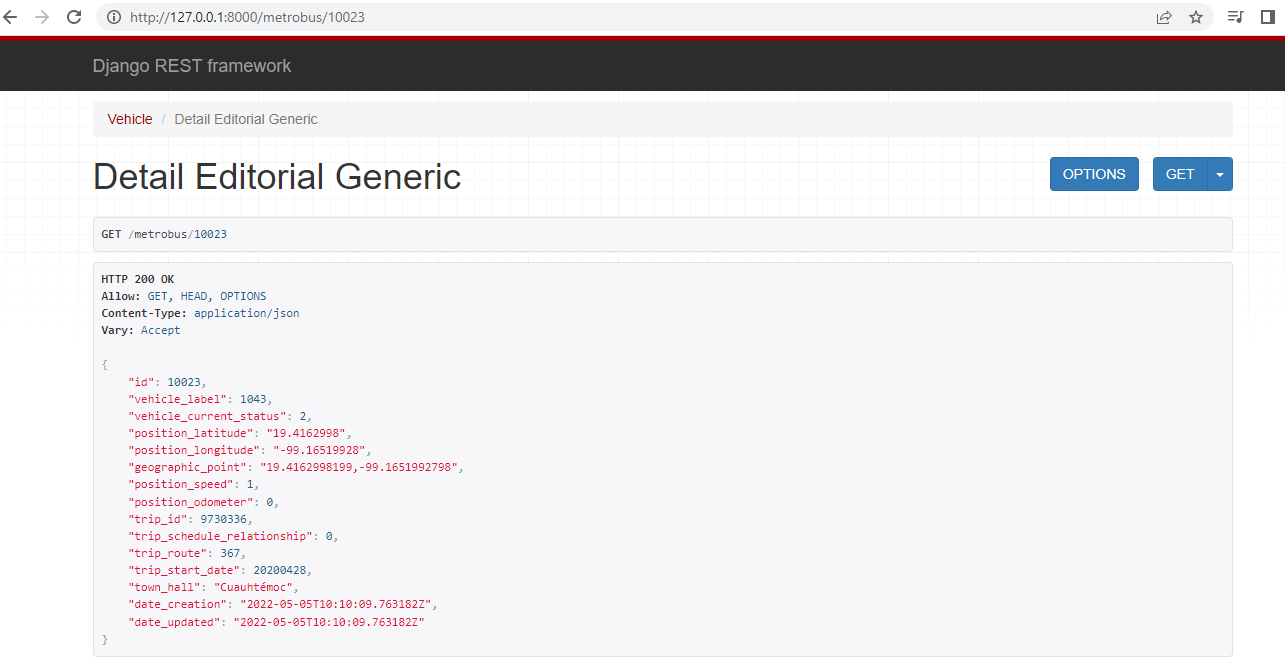 http://127.0.0.1:8000/metrobus/10023
Django REST framework
Vehicle / Detail Editorial Generic
Detail Editorial Generic
OPTIONS GET
GET /metrobus/10023
HTTP 200 OK
Allow: GET, HEAD, OPTIONS
Content-Type: application/json
Vary: Accept
{
    "id": 10023,
    "vehicle_label": 1043,
    "vehicle_current_status": 2,
    "position_latitude": "19.4162998",
    "position_longitude": "-99.16519928",
    "geographic_point": "19.4162998199,-99.1651992798",
    "position_speed": 1,
    "position_odometer": 0,
    "trip_id": 9730336,
    "trip_schedule_relationship": 0,
    "trip_route": 367,
    "trip_start_date": 20200428,
    "town_hall": "Cuauhtémoc",
    "date_creation": "2022-05-05T10:10:09.763182Z",
    "date_updated": "2022-05-05T10:10:09.763182Z"
}